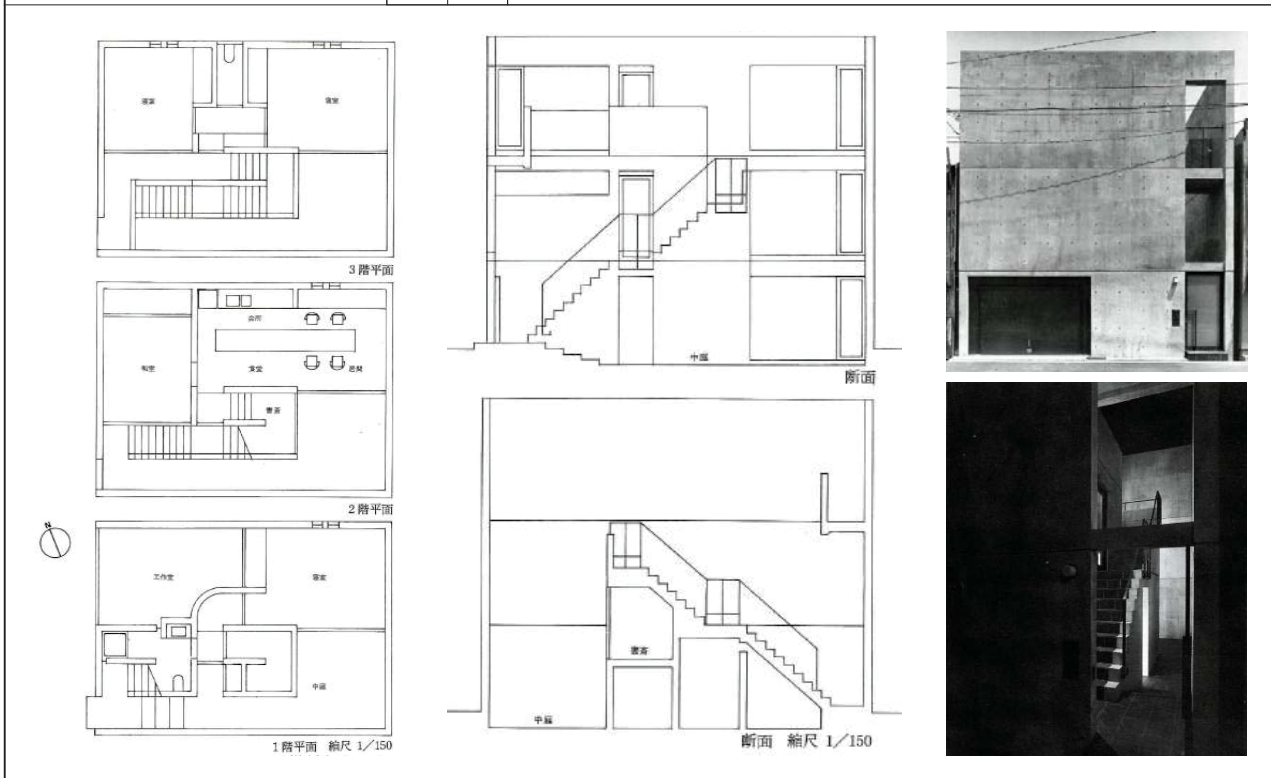 寝室
寝室
3階平面
台所
和室
食堂
居間
書斎
2階平面
N
工作室
寝室
中庭
1階平面 縮尺 1/150
中庭
断面
書斎
中庭
断面 縮尺 1/150